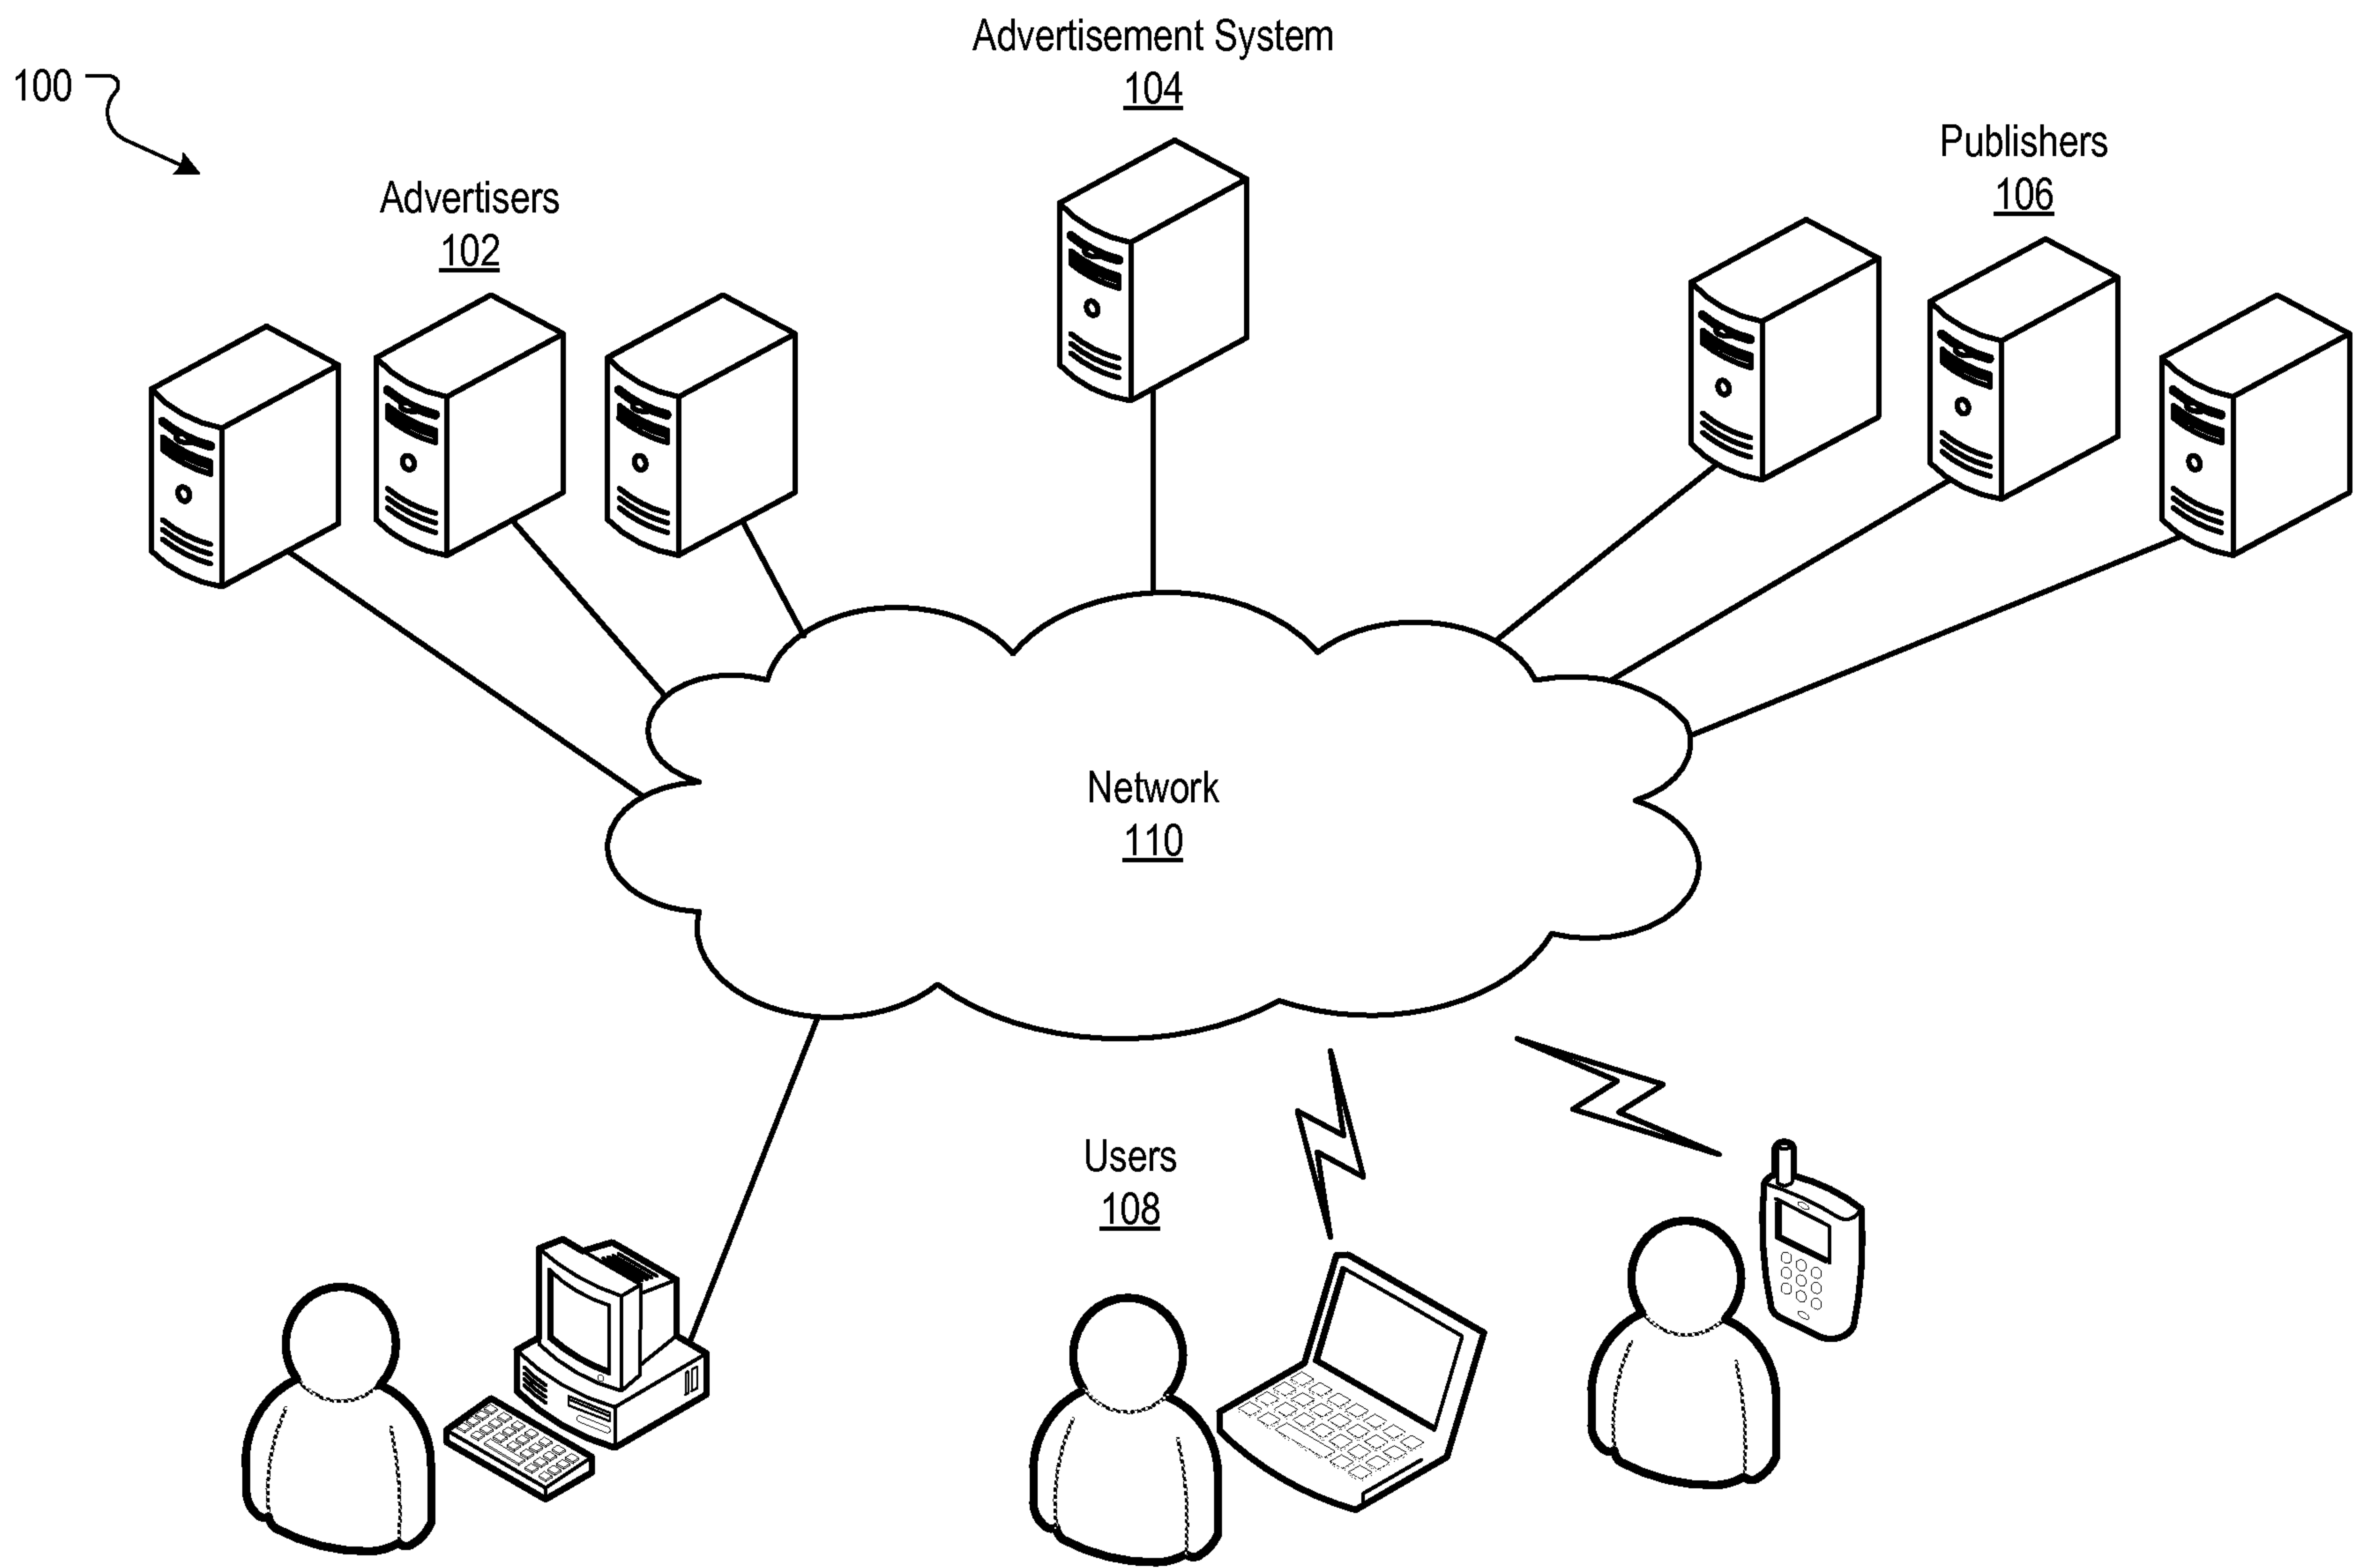 100
Advertisement System
104
Advertisers
102
Publishers
106
Network
110
Users
108